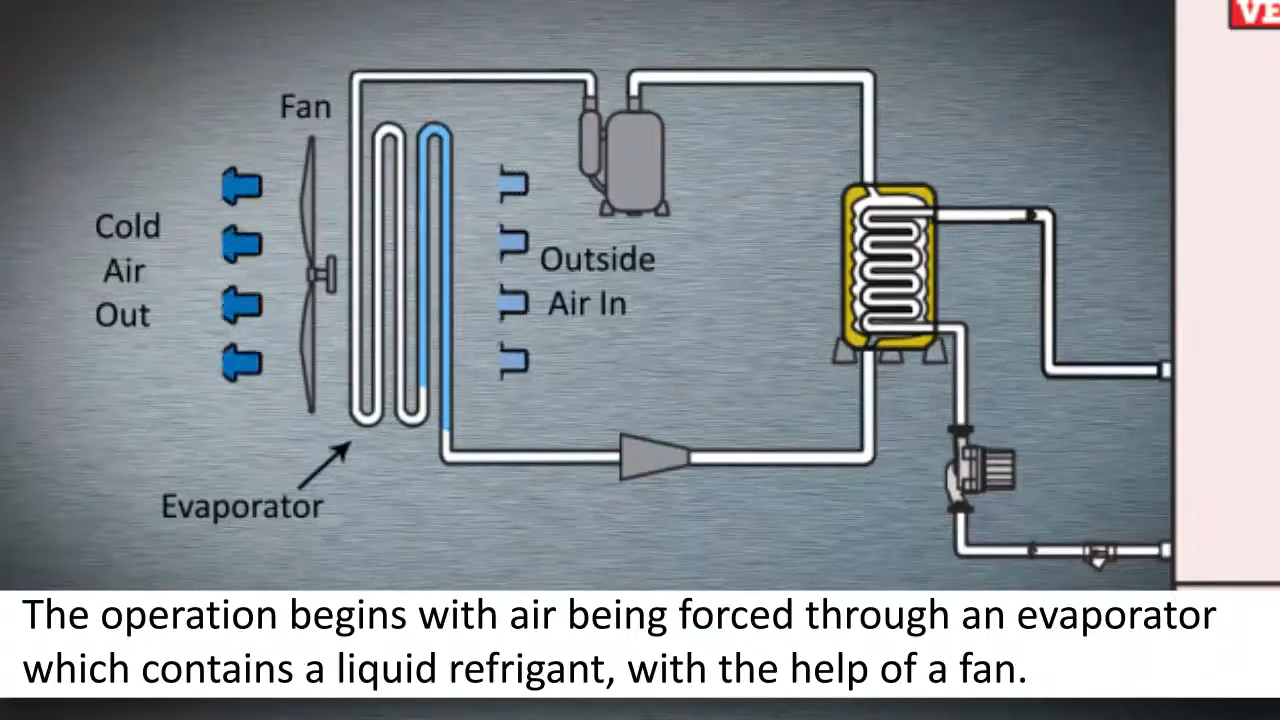 VE
Fan
Cold
Air
Out
Outside
Air In
Evaporator
The operation begins with air being forced through an evaporator
which contains a liquid refrigant, with the help of a fan.